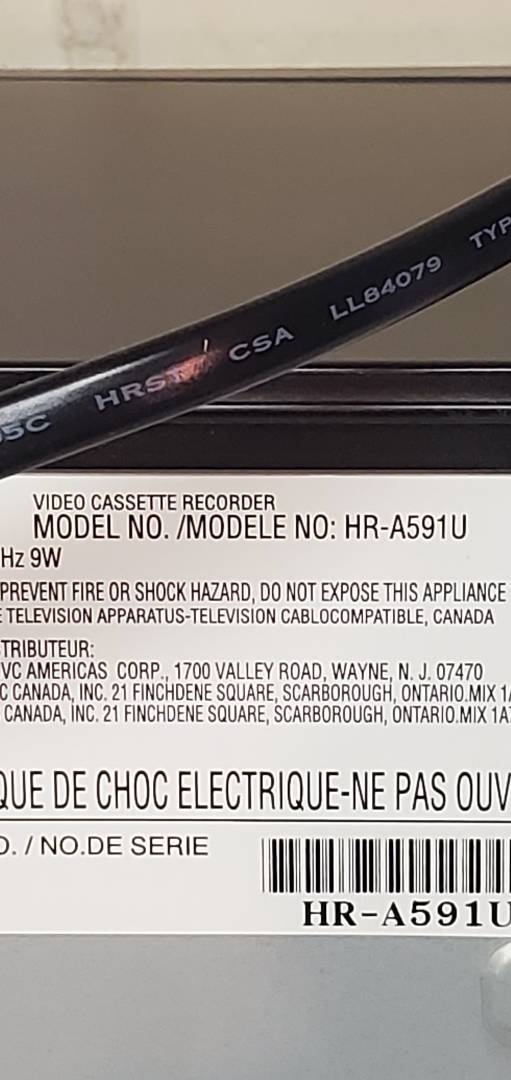 TYP
LL84079
CSA
HRST
05C
VIDEO CASSETTE RECORDER
MODEL NO. /MODELE NO: HR-A591U
Hz 9W
PREVENT FIRE OR SHOCK HAZARD, DO NOT EXPOSE THIS APPLIANCE
E TELEVISION APPARATUS-TELEVISION CABLOCOMPATIBLE, CANADA
TRIBUTEUR:
VC AMERICAS CORP., 1700 VALLEY ROAD, WAYNE, N. J. 07470
C CANADA, INC. 21 FINCHDENE SQUARE, SCARBOROUGH, ONTARIO.MIX 1A
CANADA, INC. 21 FINCHDENE SQUARE, SCARBOROUGH, ONTARIO.MIX 1A
QUE DE CHOC ELECTRIQUE-NE PAS OUV
O. / NO.DE SERIE
HR-A591U